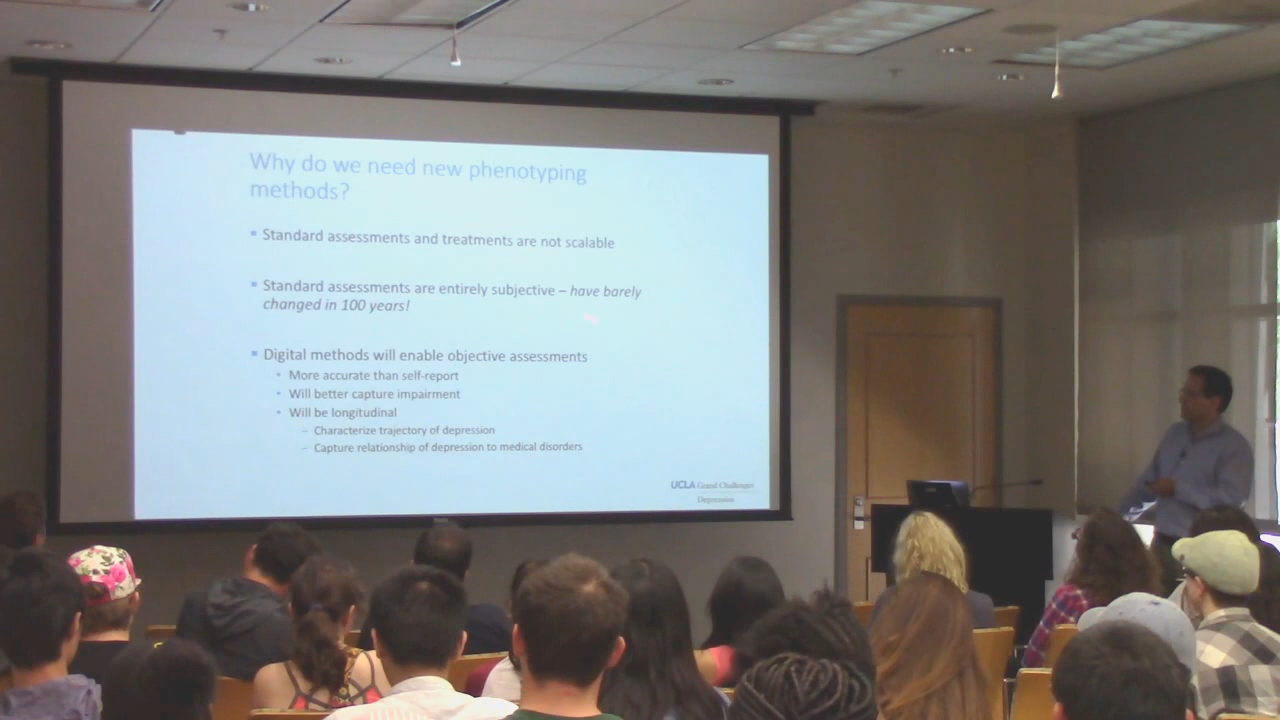 Why do we need new phenotyping
methods?
Standard assessments and treatments are not scalable
Standard assessments are entirely subjective – have barely
changed in 100 years!
Digital methods will enable objective assessments
More accurate than self-report
Will better capture impairment
Will be longitudinal
– Characterize trajectory of depression
– Capture relationship of depression to medical disorders
UCLA Grand Challenges
Depression